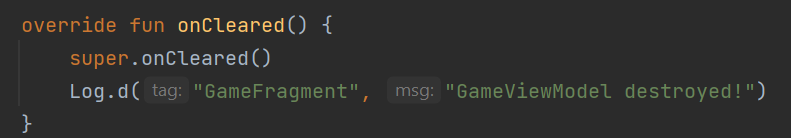 override fun onCleared() {
super.onCleared()
Log.d( tag: "GameFragment", msg: "GameViewModel destroyed!")
}